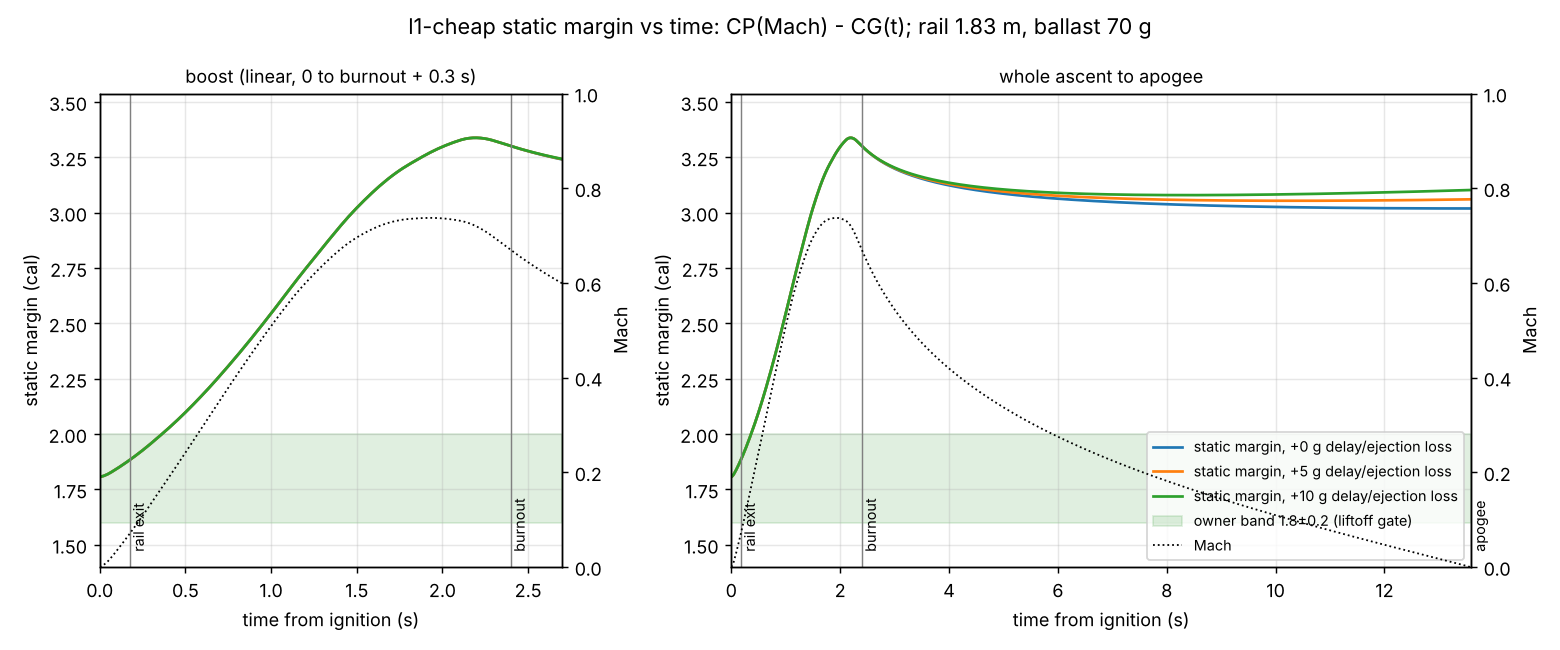 l1-cheap static margin vs time: CP(Mach) - CG(t); rail 1.83 m, ballast 70 g
boost (linear, 0 to burnout + 0.3 s)
static margin (cal)
3.50
3.25
3.00
2.75
2.50
2.25
2.00
1.75
1.50
1.0
0.8
0.6
0.4
0.2
0.0
Mach
rail exit
burnout
0.0
0.5
1.0
1.5
2.0
2.5
time from ignition (s)
whole ascent to apogee
static margin (cal)
3.50
3.25
3.00
2.75
2.50
2.25
2.00
1.75
1.50
1.0
0.8
0.6
0.4
0.2
0.0
Mach
rail exit
burnout
apogee
static margin, +0 g delay/ejection loss
static margin, +5 g delay/ejection loss
static margin, +10 g delay/ejection loss
owner band 1.8±0.2 (liftoff gate)
Mach
0
2
4
6
8
10
12
time from ignition (s)